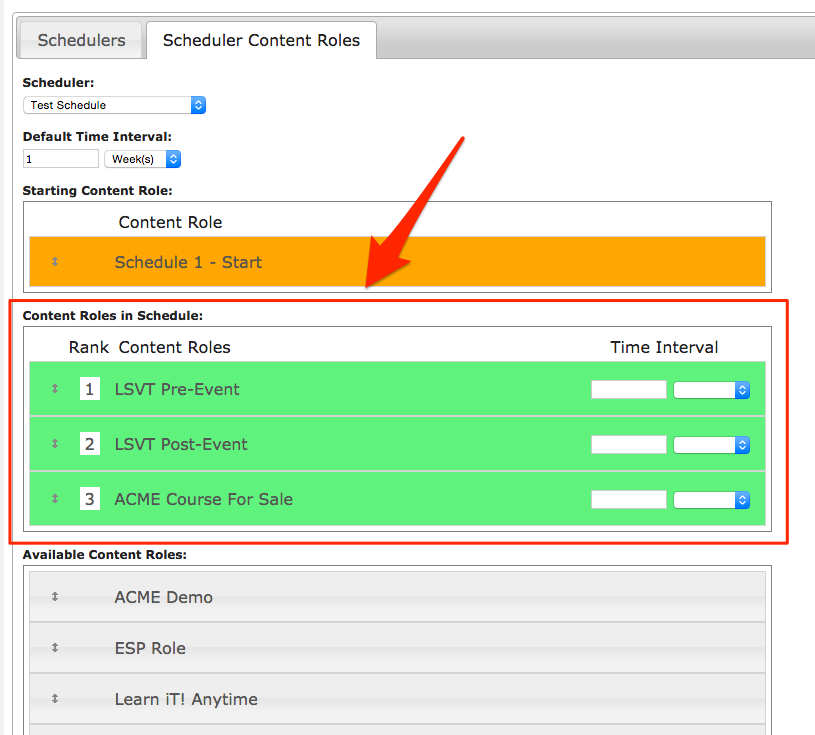 Schedulers Scheduler Content Roles
Scheduler:
Test Schedule
Default Time Interval:
1 Week(s)
Starting Content Role:
Content Role
Schedule 1 - Start
Content Roles in Schedule:
Rank Content Roles Time Interval
1 LSVT Pre-Event
2 LSVT Post-Event
3 ACME Course For Sale
Available Content Roles:
ACME Demo
ESP Role
Learn iT! Anytime